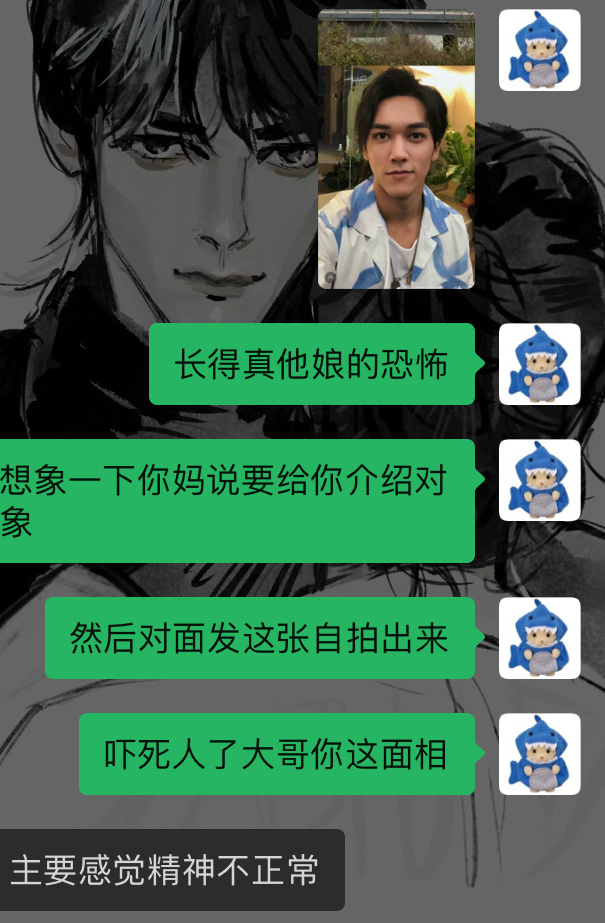 长得真他娘的恐怖
想象一下你妈说要给你介绍对
象
然后对面发这张自拍出来
吓死人了大哥你这面相
主要感觉精神不正常